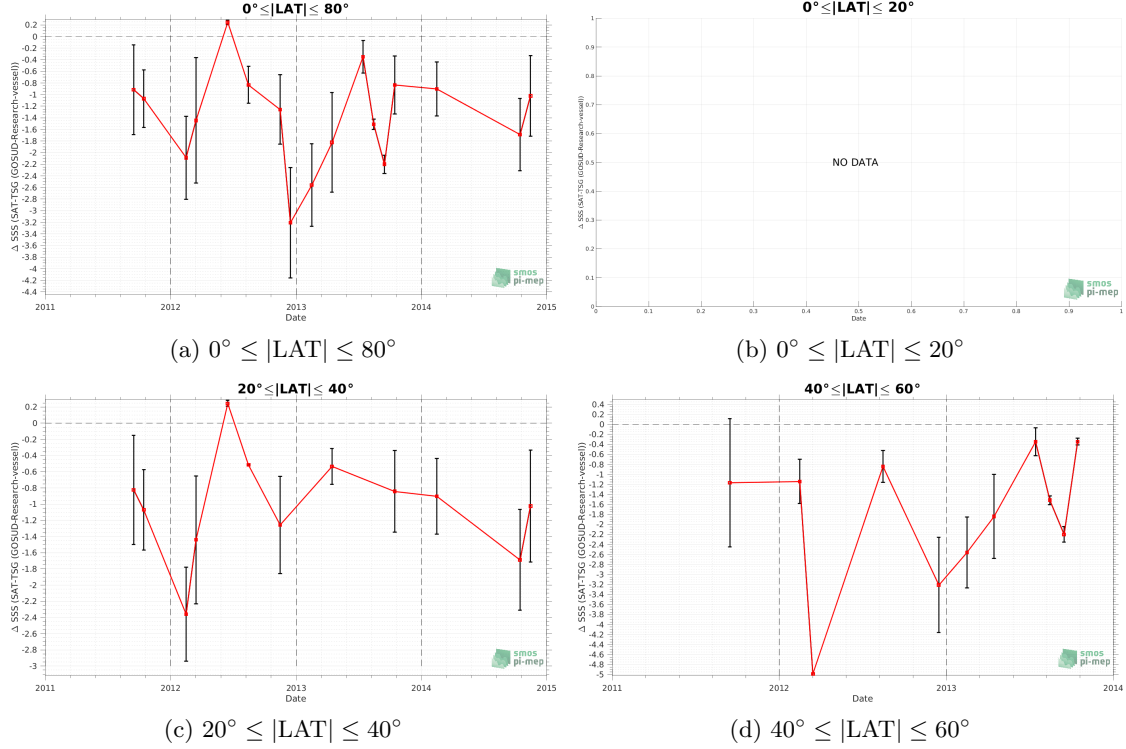 0°≤|LAT|≤ 80°
Δ SSS (SAT-TSG (GOSUD-Research-vessel))
0.2
0
-0.2
-0.4
-0.6
-0.8
-1
-1.2
-1.4
-1.6
-1.8
-2
-2.2
-2.4
-2.6
-2.8
-3
-3.2
-3.4
-3.6
-3.8
-4
-4.2
-4.4
2011 2012 2013 2014 2015
Date
smos
pi-mep
(a) 0° ≤ |LAT| ≤ 80°
0°≤|LAT|≤ 20°
Δ SSS (SAT-TSG (GOSUD-Research-vessel))
1
0.9
0.8
0.7
0.6
0.5
0.4
0.3
0.2
0.1
0
NO DATA
0 0.1 0.2 0.3 0.4 0.5 0.6 0.7 0.8 0.9 1
Date
smos
pi-mep
(b) 0° ≤ |LAT| ≤ 20°
20°≤|LAT|≤ 40°
Δ SSS (SAT-TSG (GOSUD-Research-vessel))
0.2
0
-0.2
-0.4
-0.6
-0.8
-1
-1.2
-1.4
-1.6
-1.8
-2
-2.2
-2.4
-2.6
-2.8
-3
2011 2012 2013 2014 2015
Date
smos
pi-mep
(c) 20° ≤ |LAT| ≤ 40°
40°≤|LAT|≤ 60°
Δ SSS (SAT-TSG (GOSUD-Research-vessel))
0.4
0.2
0
-0.2
-0.4
-0.6
-0.8
-1
-1.2
-1.4
-1.6
-1.8
-2
-2.2
-2.4
-2.6
-2.8
-3
-3.2
-3.4
-3.6
-3.8
-4
-4.2
-4.4
-4.6
-4.8
-5
2011 2012 2013 2014
Date
smos
pi-mep
(d) 40° ≤ |LAT| ≤ 60°